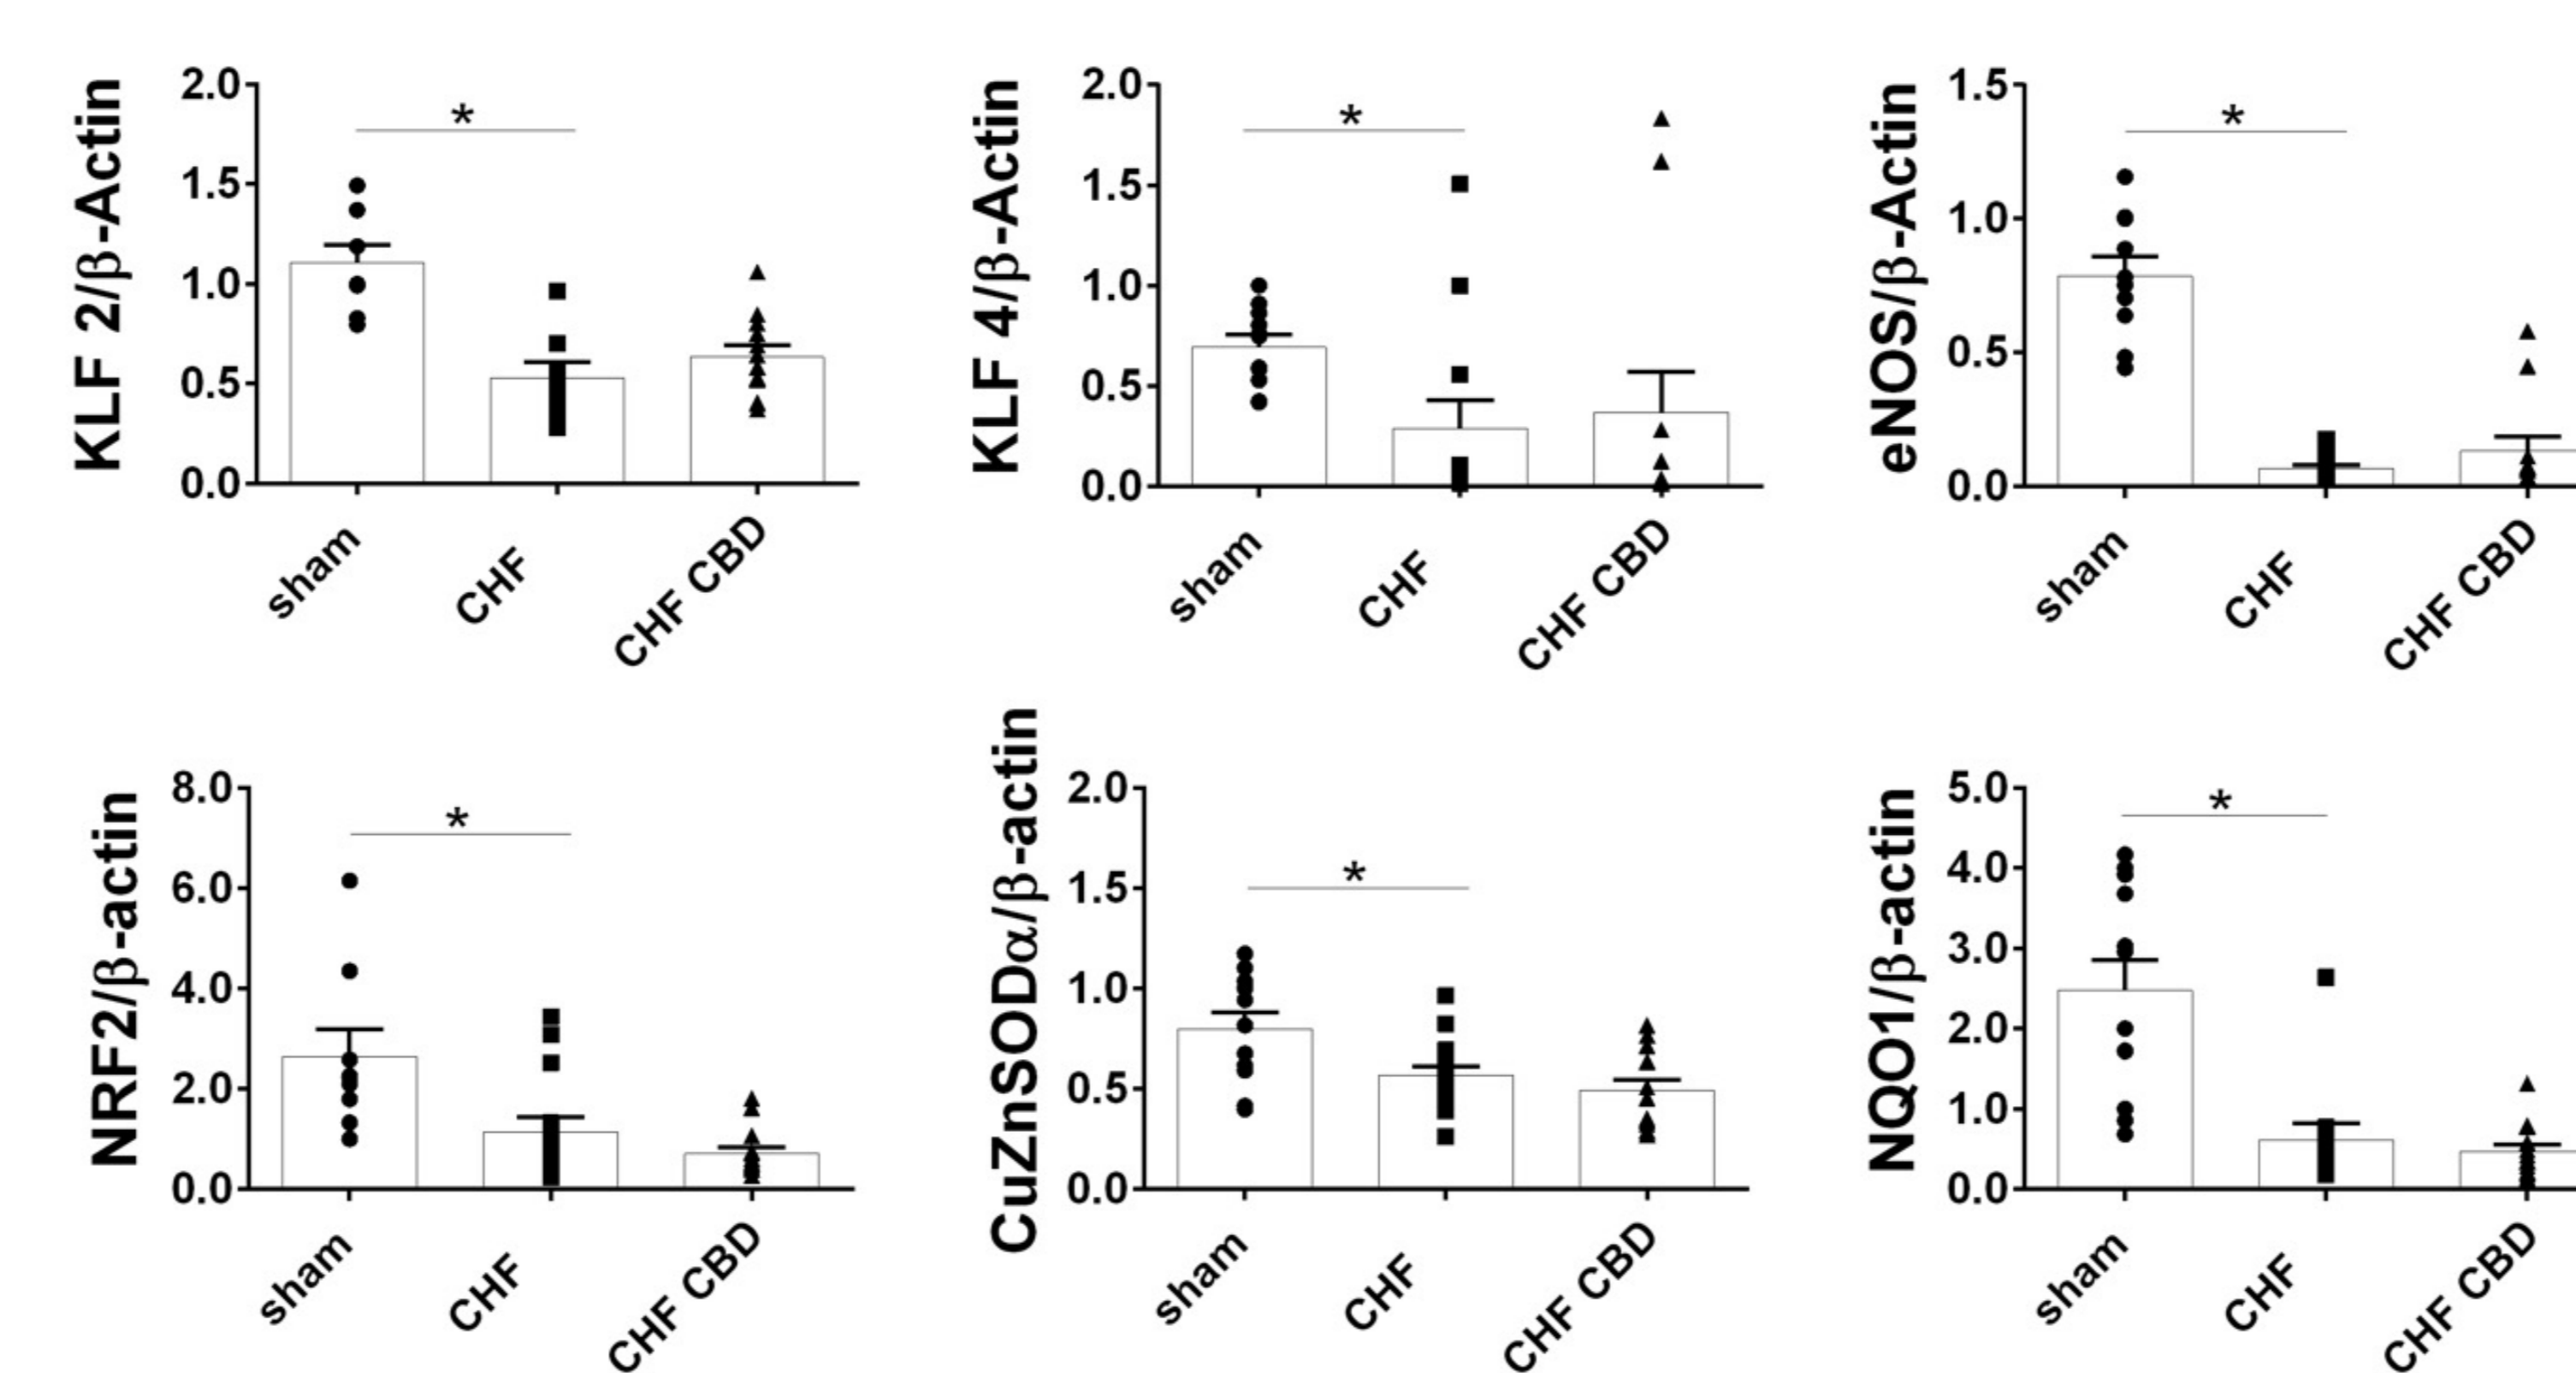 KLF 2/β-Actin
2.0
1.5
1.0
0.5
0.0
*
sham
CHF
CHF CBD
KLF 4/β-Actin
2.0
1.5
1.0
0.5
0.0
*
sham
CHF
CHF CBD
eNOS/β-Actin
1.5
1.0
0.5
0.0
*
sham
CHF
CHF CBD
NRF2/β-actin
8.0
6.0
4.0
2.0
0.0
*
sham
CHF
CHF CBD
CuZnSODα/β-actin
2.0
1.5
1.0
0.5
0.0
*
sham
CHF
CHF CBD
NQO1/β-actin
5.0
4.0
3.0
2.0
1.0
0.0
*
sham
CHF
CHF CBD